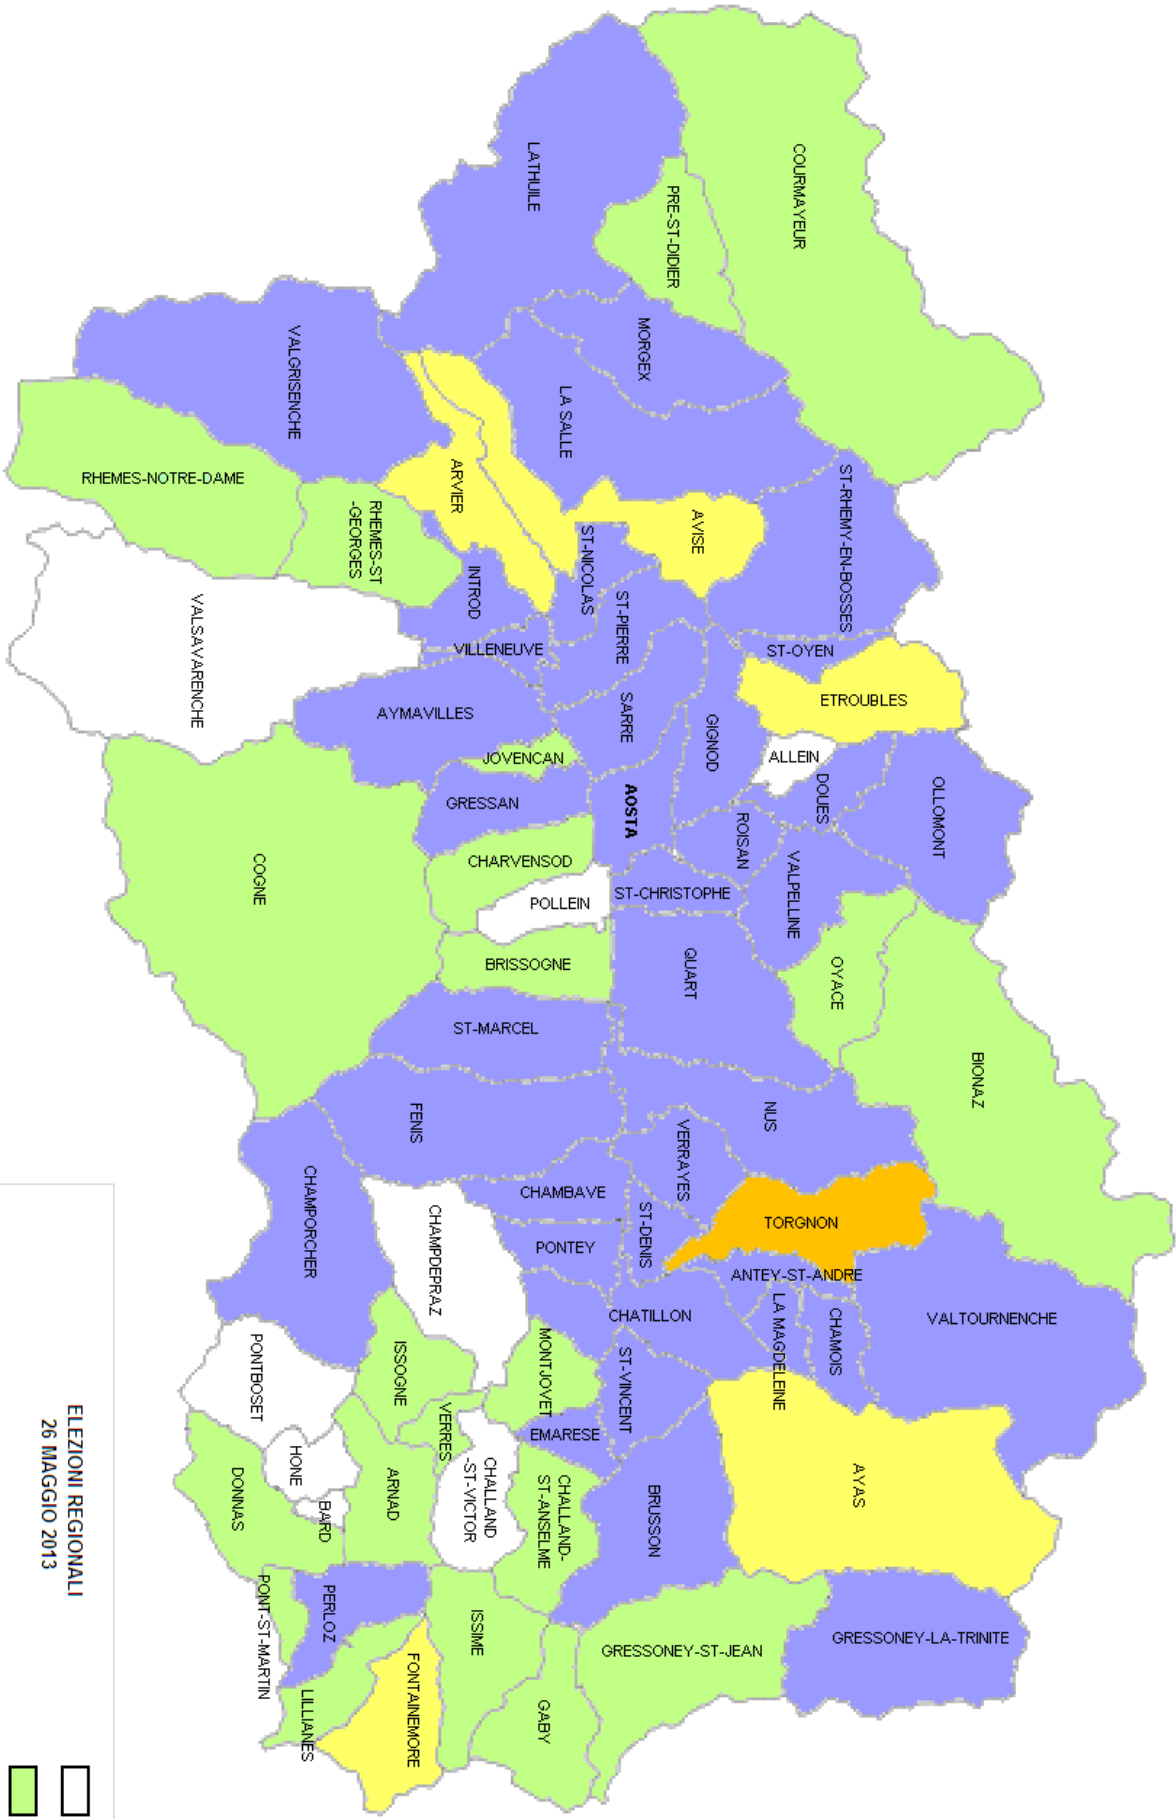 COURMAYEUR
LATHUILE
PRE-ST-DIDIER
MORGEX
LA SALLE
VALGRISENCHE
ARVIER
AVISE
ST-RHEMY-EN-BOSSES
RHEMES-NOTRE-DAME
RHEMES-ST
-GEORGES
INTROD
ST-NICOLAS
ST-PIERRE
VALSAVARENCHE
VILLENEUVE
ST-OYEN
ETROUBLES
AYMAVILLES
SARRE
GIGNOD
ALLEIN
JOVENCAN
DOUES
OLLOMONT
GRESSAN
AOSTA
ROISAN
COGNE
CHARVENSOD
POLLEIN
ST-CHRISTOPHE
VALPELLINE
BRISSOGNE
QUART
OYACE
ST-MARCEL
BIONAZ
FENIS
NUS
VERRAYES
CHAMPORCHER
CHAMPDEPRAZ
CHAMBAVE
PONTEY
ST-DENIS
TORGNON
ANTEY-ST-ANDRE
CHATILLON
LA MAGDELEINE
CHAMOIS
VALTOURNENCHE
PONTBOSET
ISSOGNE
MONTJOVET
ST-VINCENT
VERRES
EMARESE
HONE
DONNAS
BARD
ARNAD
CHALLAND
-ST-VICTOR
CHALLAND-
ST-ANSELME
BRUSSON
AYAS
PERLOZ
PONT-ST-MARTIN
LILLIANES
FONTAINEMORE
ISSIME
GABY
GRESSONEY-ST-JEAN
GRESSONEY-LA-TRINITE
ELEZIONI REGIONALI
26 MAGGIO 2013